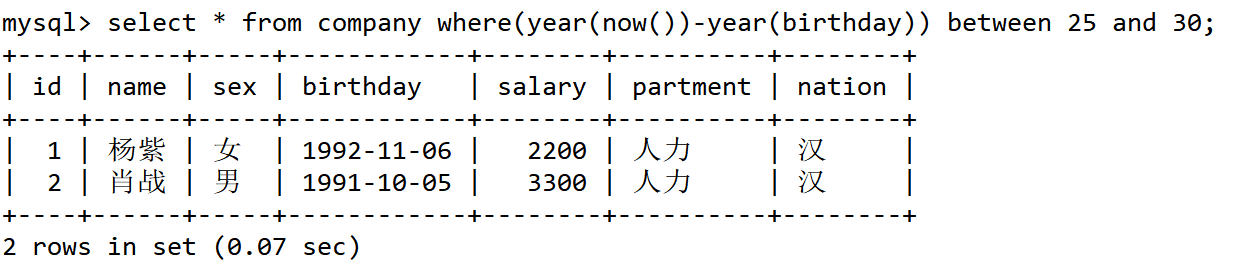 mysql> select * from company where(year(now())-year(birthday)) between 25 and 30;
+----+------+-----+------------+--------+----------+--------+
| id | name | sex | birthday   | salary | partment | nation |
+----+------+-----+------------+--------+----------+--------+
|  1 | 杨紫 | 女  | 1992-11-06 |   2200 | 人力     | 汉     |
|  2 | 肖战 | 男  | 1991-10-05 |   3300 | 人力     | 汉     |
+----+------+-----+------------+--------+----------+--------+
2 rows in set (0.07 sec)